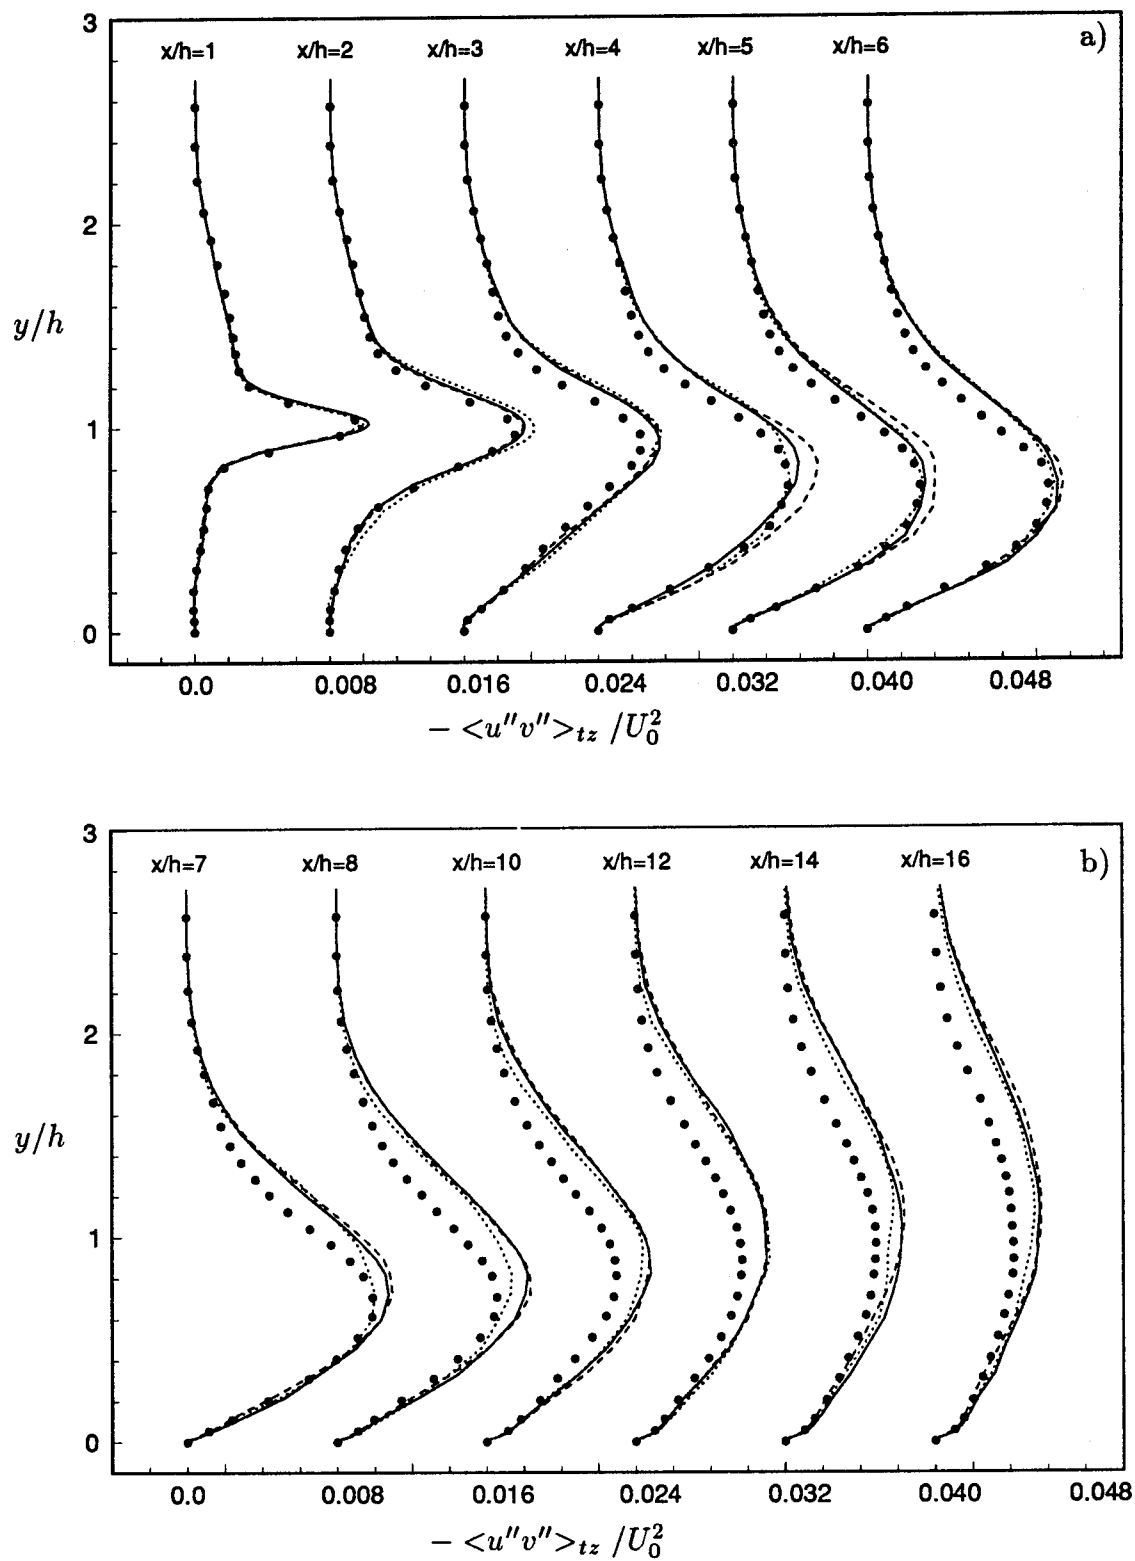 3
x/h=1 x/h=2 x/h=3 x/h=4 x/h=5 x/h=6 a)
2
y/h
1
0
0.0 0.008 0.016 0.024 0.032 0.040 0.048
− <u″v″>tz /U₀²
3
x/h=7 x/h=8 x/h=10 x/h=12 x/h=14 x/h=16 b)
2
y/h
1
0
0.0 0.008 0.016 0.024 0.032 0.040 0.048
− <u″v″>tz /U₀²